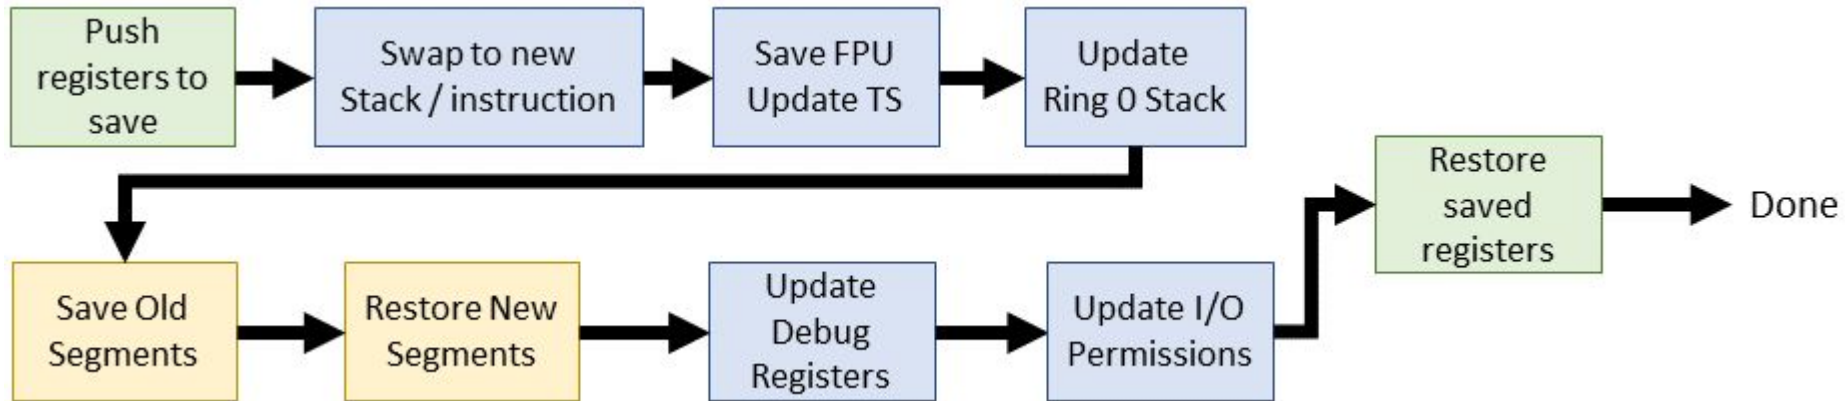 Push
registers to
save
Swap to new
Stack / instruction
Save FPU
Update TS
Update
Ring 0 Stack
Save Old
Segments
Restore New
Segments
Update
Debug
Registers
Update I/O
Permissions
Restore
saved
registers
Done